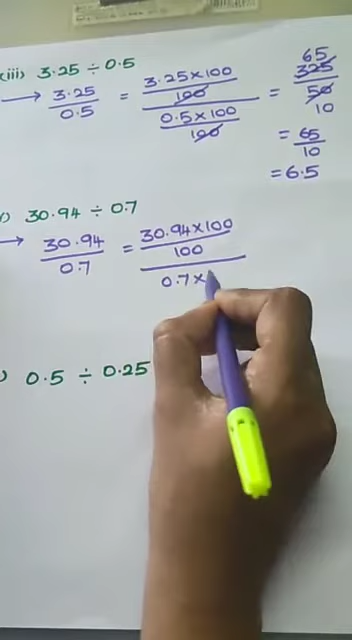 (iii) 3.25 ÷ 0.5
→ 3.25/0.5 = (3.25×100/100)/(0.5×100/100) = 325/50 65 10
= 65/10
= 6.5
) 30.94 ÷ 0.7
→ 30.94/0.7 = (30.94×100/100)/(0.7×
) 0.5 ÷ 0.25